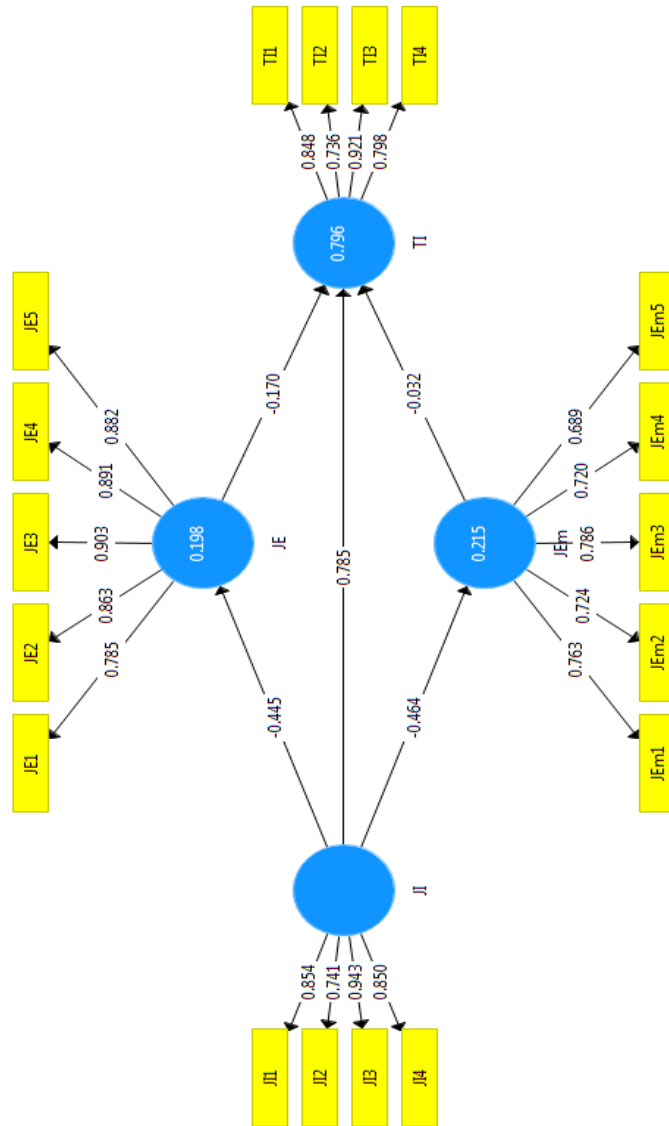 JE1 JE2 JE3 JE4 JE5
0.785 0.863 0.903 0.891 0.882
0.198
JE
JI1 -0.445 -0.170 TI1
0.854 0.848
JI2 TI2
0.741 0.736
0.785 0.796
0.943 0.921
JI3 TI3
0.850 0.798
JI4 JI TI TI4
-0.464 -0.032
0.215
JEm
0.763 0.724 0.786 0.720 0.689
JEm1 JEm2 JEm3 JEm4 JEm5